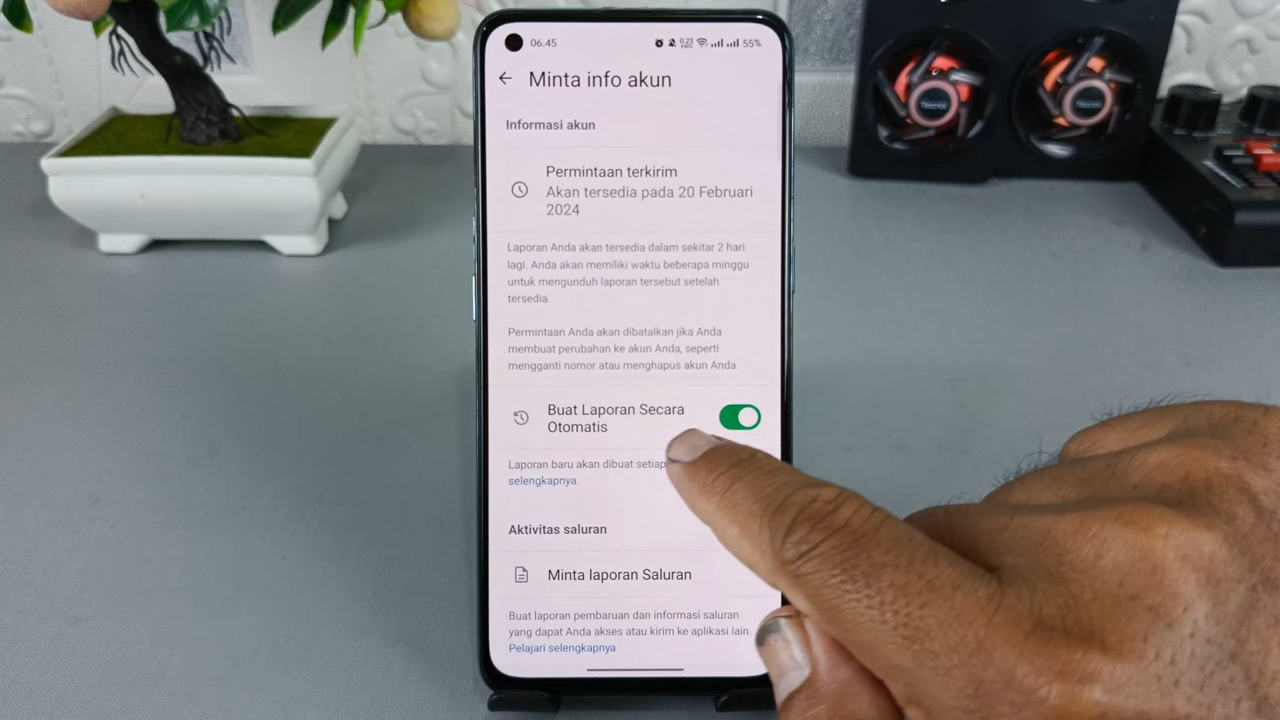 06.45
0.23
55%
Minta info akun
Informasi akun
Permintaan terkirim
Akan tersedia pada 20 Februari
2024
Laporan Anda akan tersedia dalam sekitar 2 hari
lagi. Anda akan memiliki waktu beberapa minggu
untuk mengunduh laporan tersebut setelah
tersedia.
Permintaan Anda akan dibatalkan jika Anda
membuat perubahan ke akun Anda, seperti
mengganti nomor atau menghapus akun Anda.
Buat Laporan Secara
Otomatis
Laporan baru akan dibuat setiap
selengkapnya.
Aktivitas saluran
Minta laporan Saluran
Buat laporan pembaruan dan informasi saluran
yang dapat Anda akses atau kirim ke aplikasi lain.
Pelajari selengkapnya